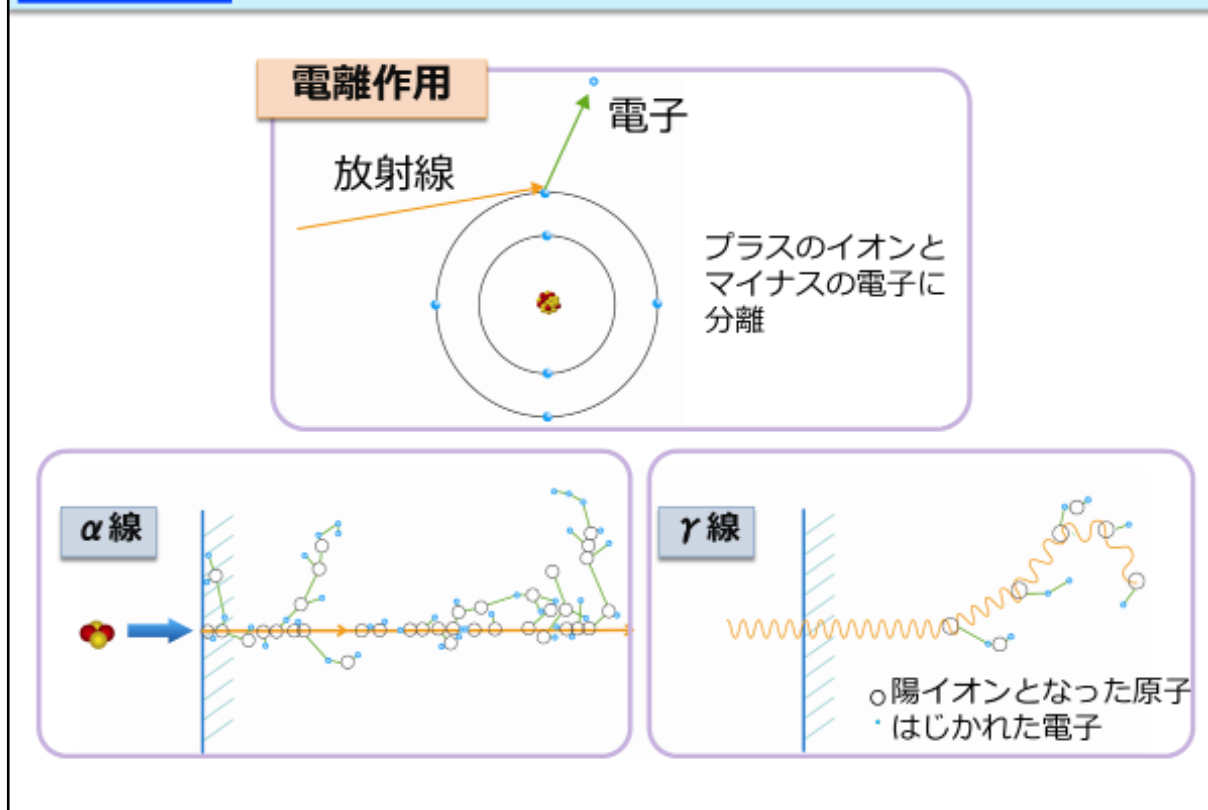 電離作用
電子
放射線
プラスのイオンと
マイナスの電子に
分離
α線
γ線
陽イオンとなった原子
はじかれた電子